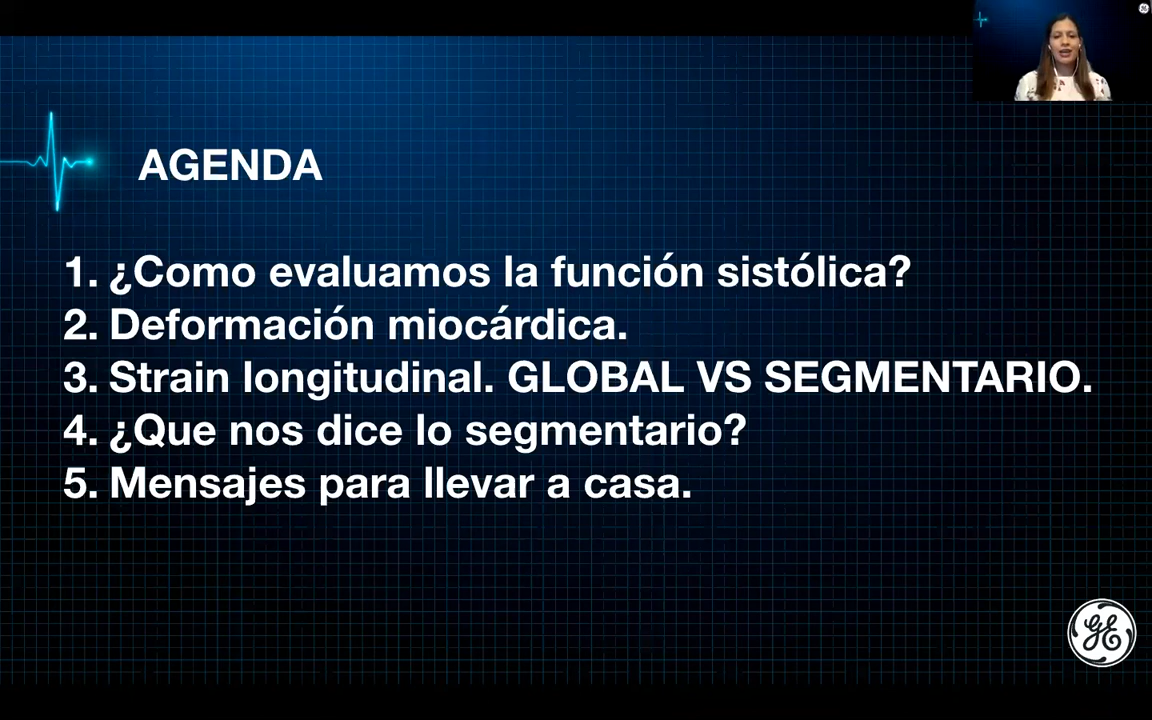 AGENDA
1. ¿Como evaluamos la función sistólica?
2. Deformación miocárdica.
3. Strain longitudinal. GLOBAL VS SEGMENTARIO.
4. ¿Que nos dice lo segmentario?
5. Mensajes para llevar a casa.
GE